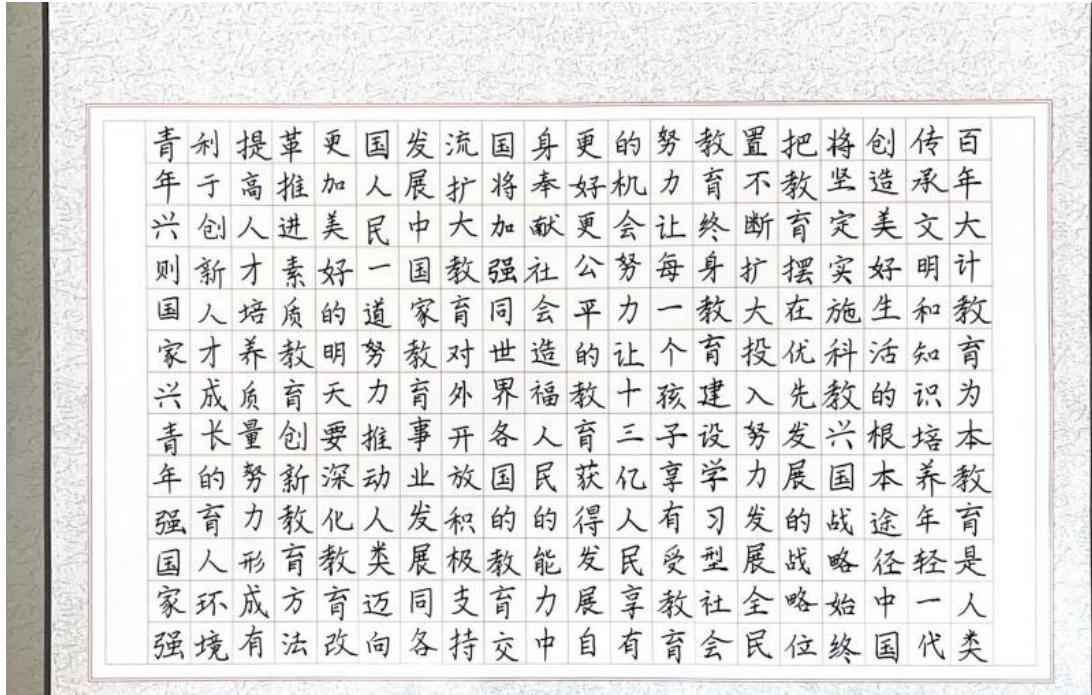 百年大计教育为本教育是人类
传承文明和知识培养年轻一代
创造美好生活的根本途径中国
将坚定实施科教兴国战略始终
把教育摆在优先发展的战略位
置不断扩大投入努力发展全民
教育终身教育建设学习型社会
努力让每一个孩子享有受教育
的机会努力让十三亿人民享有
更好更公平的教育获得发展自
身奉献社会造福人民的能力中
国将加强同世界各国的教育交
流扩大教育对外开放积极支持
发展中国家教育事业发展同各
国人民一道努力推动人类迈向
更加美好的明天要深化教育改
革推进素质教育创新教育方法
提高人才培养质量努力形成有
利于创新人才成长的育人环境
青年兴则国家兴青年强国家强